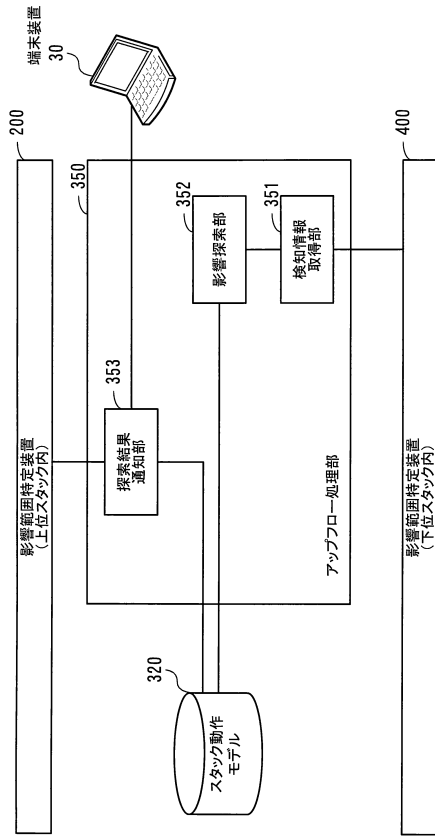 端末装置
30
200
影響範囲特定装置
(上位スタック内)
350
353
探索結果
通知部
352
影響探索部
351
検知情報
取得部
アップフロー処理部
320
スタック動作
モデル
400
影響範囲特定装置
(下位スタック内)